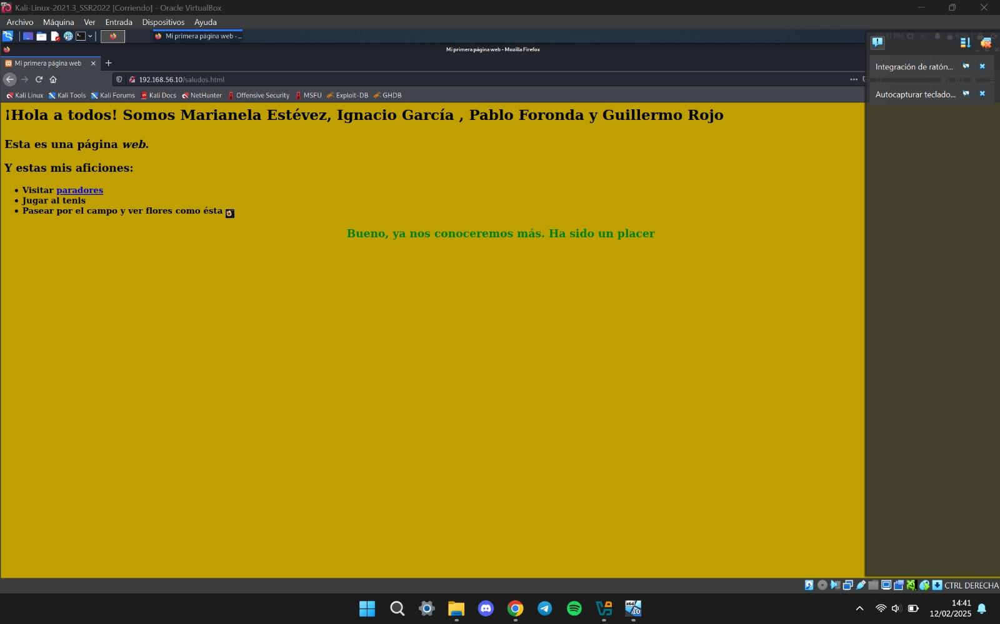 Kali-Linux-2021.3_SSR2022 [Corriendo] - Oracle VirtualBox
Archivo Máquina Ver Entrada Dispositivos Ayuda
Mi primera página web -...
Mi primera página web - Mozilla Firefox
Mi primera página web
192.168.56.10/saludos.html
Kali Linux Kali Tools Kali Forums Kali Docs NetHunter Offensive Security MSFU Exploit-DB GHDB
Integración de ratón...
Autocapturar teclado...
¡Hola a todos! Somos Marianela Estévez, Ignacio García , Pablo Foronda y Guillermo Rojo
Esta es una página web.
Y estas mis aficiones:
• Visitar paradores
• Jugar al tenis
• Pasear por el campo y ver flores como ésta
Bueno, ya nos conoceremos más. Ha sido un placer
CTRL DERECHA
14:41
12/02/2025